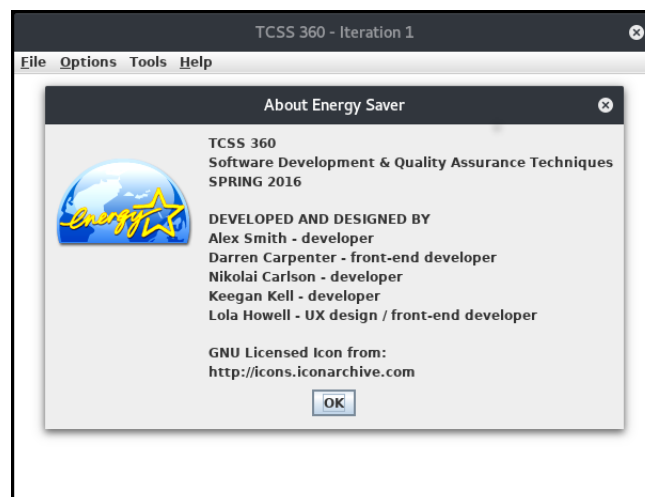 TCSS 360 - Iteration 1
File Options Tools Help
About Energy Saver
TCSS 360
Software Development & Quality Assurance Techniques
SPRING 2016
DEVELOPED AND DESIGNED BY
Alex Smith - developer
Darren Carpenter - front-end developer
Nikolai Carlson - developer
Keegan Kell - developer
Lola Howell - UX design / front-end developer
energy
GNU Licensed Icon from:
http://icons.iconarchive.com
OK